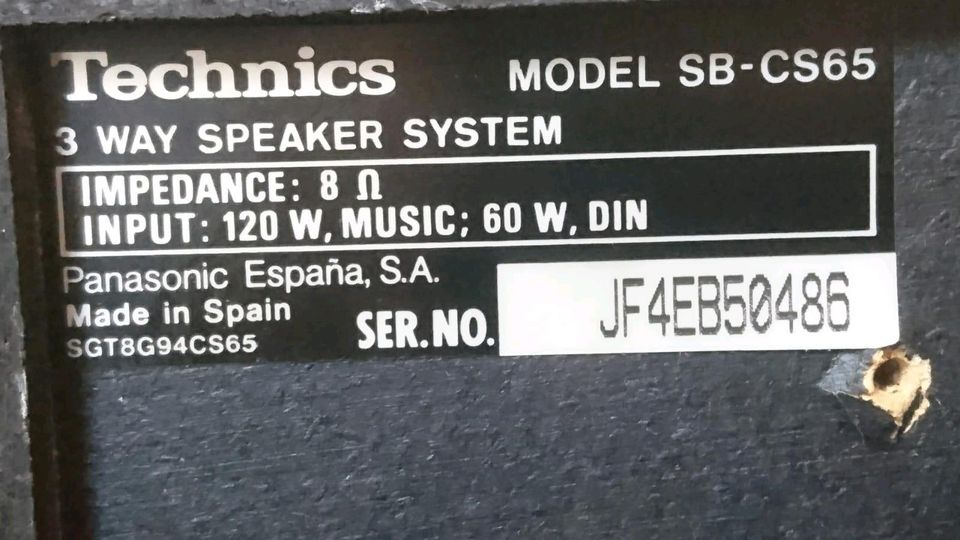 Technics MODEL SB-CS65
3 WAY SPEAKER SYSTEM
IMPEDANCE: 8 Ω
INPUT: 120 W, MUSIC; 60 W, DIN
Panasonic España, S.A.
Made in Spain
SGT8G94CS65
SER.NO. JF4EB50486